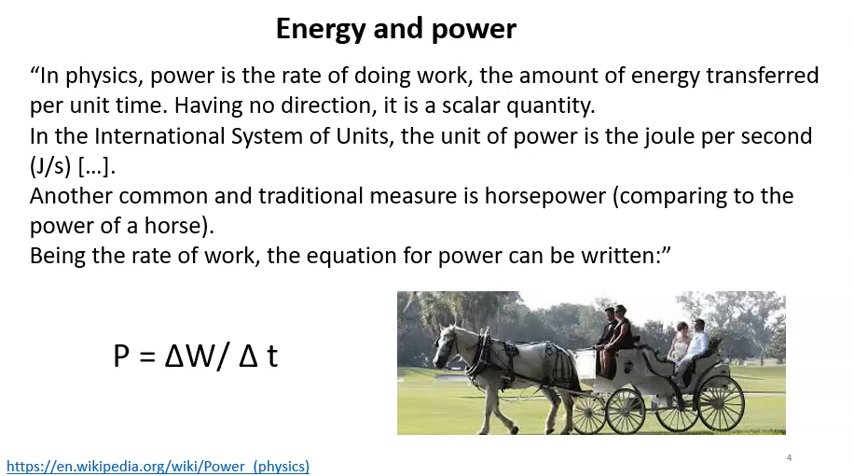 Energy and power
“In physics, power is the rate of doing work, the amount of energy transferred
per unit time. Having no direction, it is a scalar quantity.
In the International System of Units, the unit of power is the joule per second
(J/s) […].
Another common and traditional measure is horsepower (comparing to the
power of a horse).
Being the rate of work, the equation for power can be written:”
P = ΔW/ Δ t
4
https://en.wikipedia.org/wiki/Power_(physics)